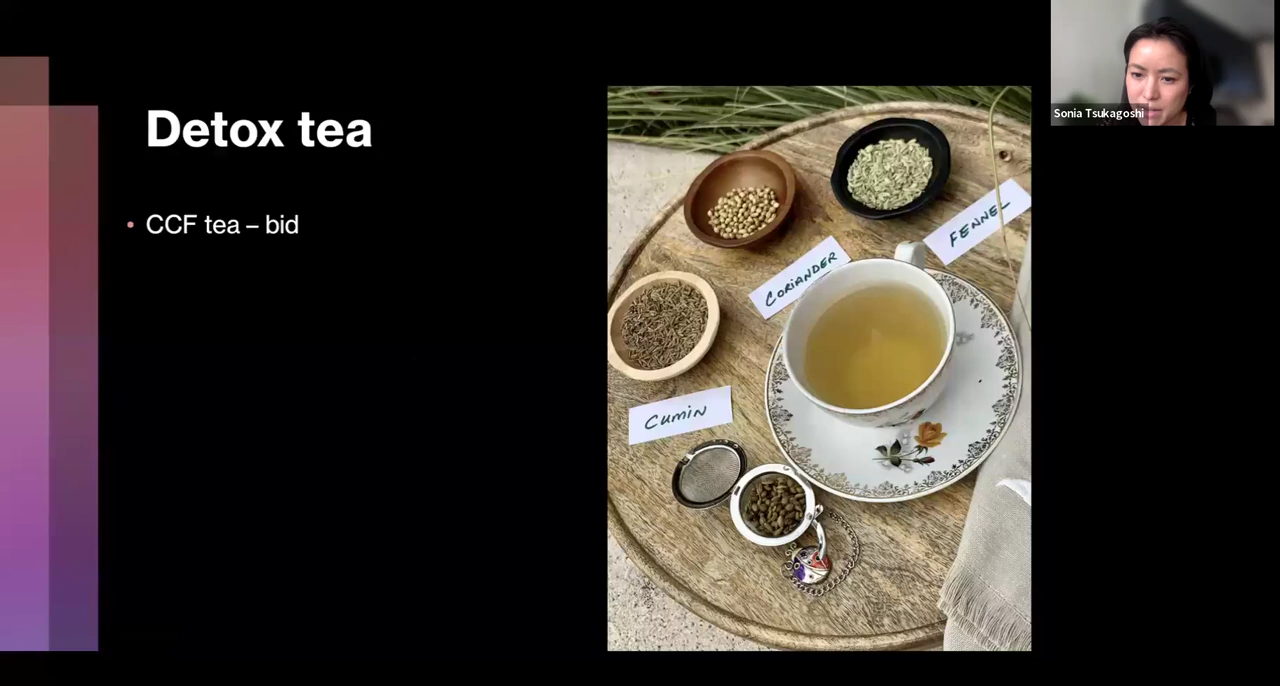 Detox tea
• CCF tea – bid
FENNEL
CORIANDER
CUMIN
Sonia Tsukagoshi